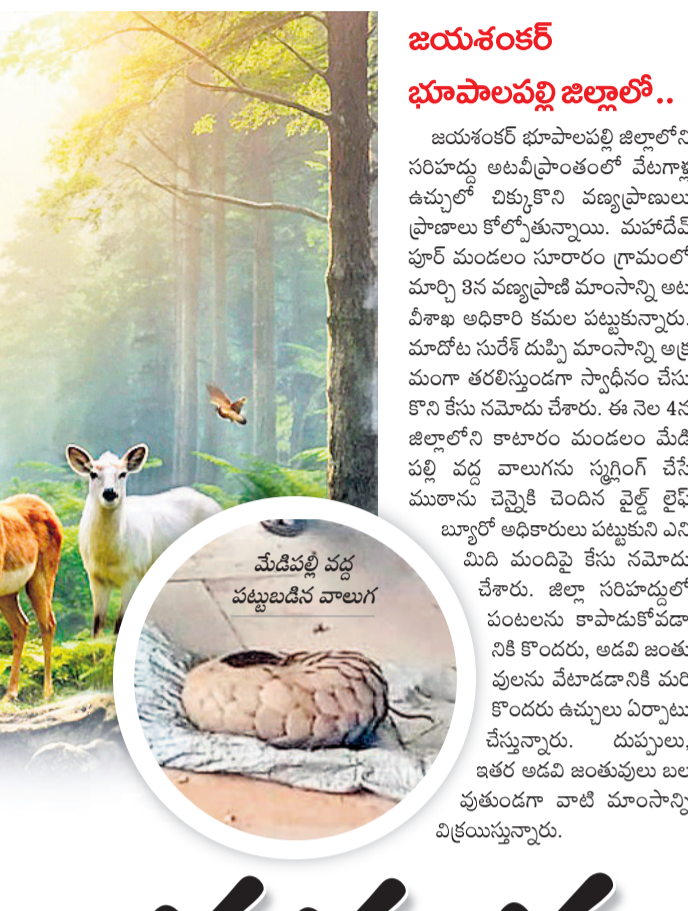 జయశంకర్
భూపాలపల్లి జిల్లాలో..
జయశంకర్ భూపాలపల్లి జిల్లాలోని
సరిహద్దు అటవీప్రాంతంలో వేటగాళ్ల
ఉచ్చులో చిక్కుకొని వణ్యప్రాణులు
ప్రాణాలు కోల్పోతున్నాయి. మహాదేవ్
పూర్ మండలం సూరారం గ్రామంలో
మార్చి 3న వణ్యప్రాణి మాంసాన్ని అట
వీశాఖ అధికారి కమల పట్టుకున్నారు.
మాదోట సురేశ్ దుప్పి మాంసాన్ని అక్ర
మంగా తరలిస్తుండగా స్వాధీనం చేసు
కొని కేసు నమోదు చేశారు. ఈ నెల 4న
జిల్లాలోని కాటారం మండలం మేడి
పల్లి వద్ద వాలుగను స్మగ్లింగ్ చేసే
ముఠాను చెన్నైకి చెందిన వైల్డ్ లైఫ్
బ్యూరో అధికారులు పట్టుకుని ఎని
మిది మందిపై కేసు నమోదు
చేశారు. జిల్లా సరిహద్దులో
పంటలను కాపాడుకోవడా
నికి కొందరు, అడవి జంతు
వులను వేటాడడానికి మరి
కొందరు ఉచ్చులు ఏర్పాటు
చేస్తున్నారు. దుప్పులు,
ఇతర అడవి జంతువులు బల
వుతుండగా వాటి మాంసాన్ని
విక్రయిస్తున్నారు.
మేడిపల్లి వద్ద
పట్టుబడిన వాలుగ